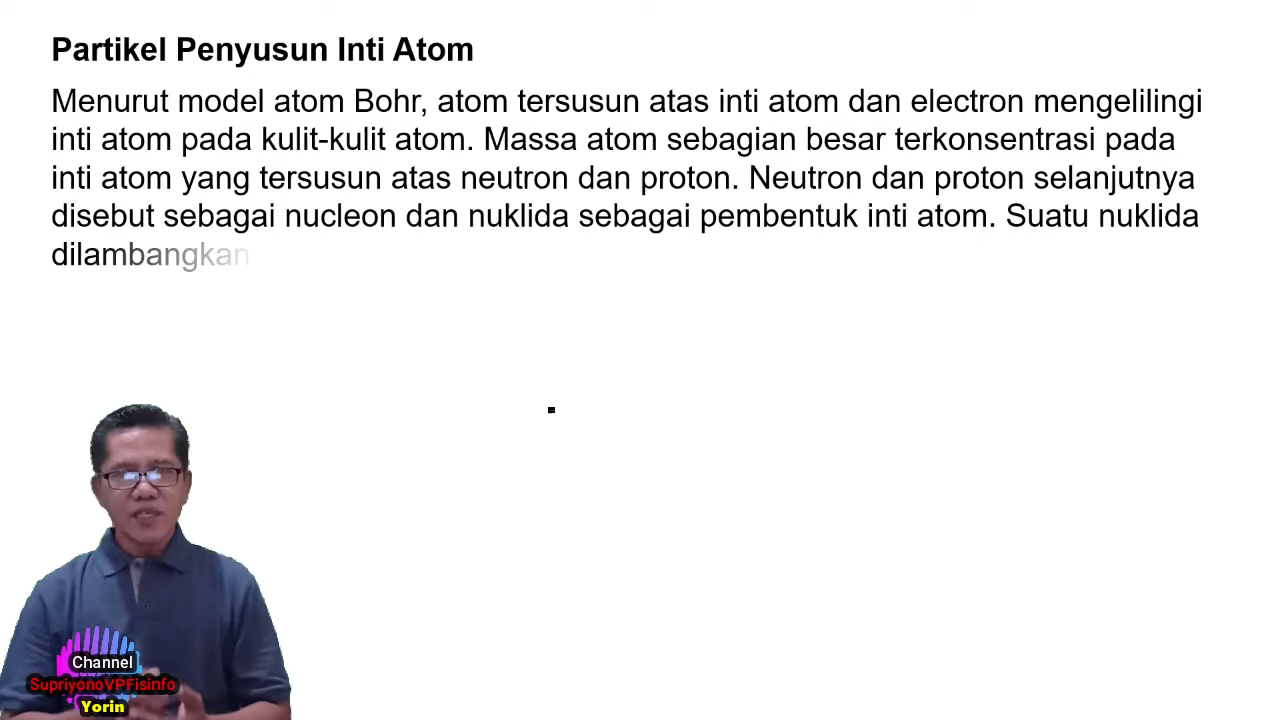 Partikel Penyusun Inti Atom
Menurut model atom Bohr, atom tersusun atas inti atom dan electron mengelilingi
inti atom pada kulit-kulit atom. Massa atom sebagian besar terkonsentrasi pada
inti atom yang tersusun atas neutron dan proton. Neutron dan proton selanjutnya
disebut sebagai nucleon dan nuklida sebagai pembentuk inti atom. Suatu nuklida
dilambangkan
Channel
SupriyonoVPFisinfo
Yorin